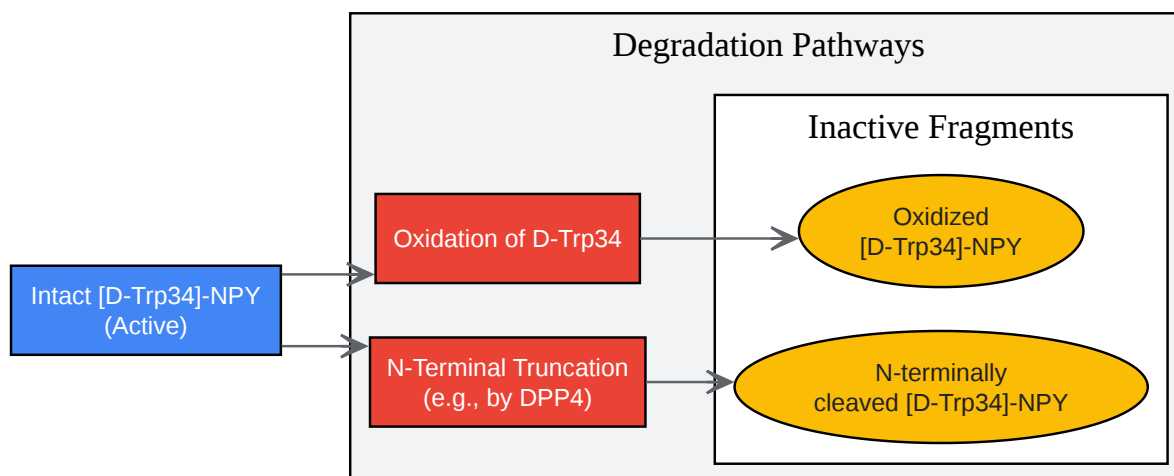 Degradation Pathways
Inactive Fragments
Oxidation of D-Trp34
Oxidized
[D-Trp34]-NPY
Intact [D-Trp34]-NPY
(Active)
N-Terminal Truncation
(e.g., by DPP4)
N-terminally
cleaved [D-Trp34]-NPY